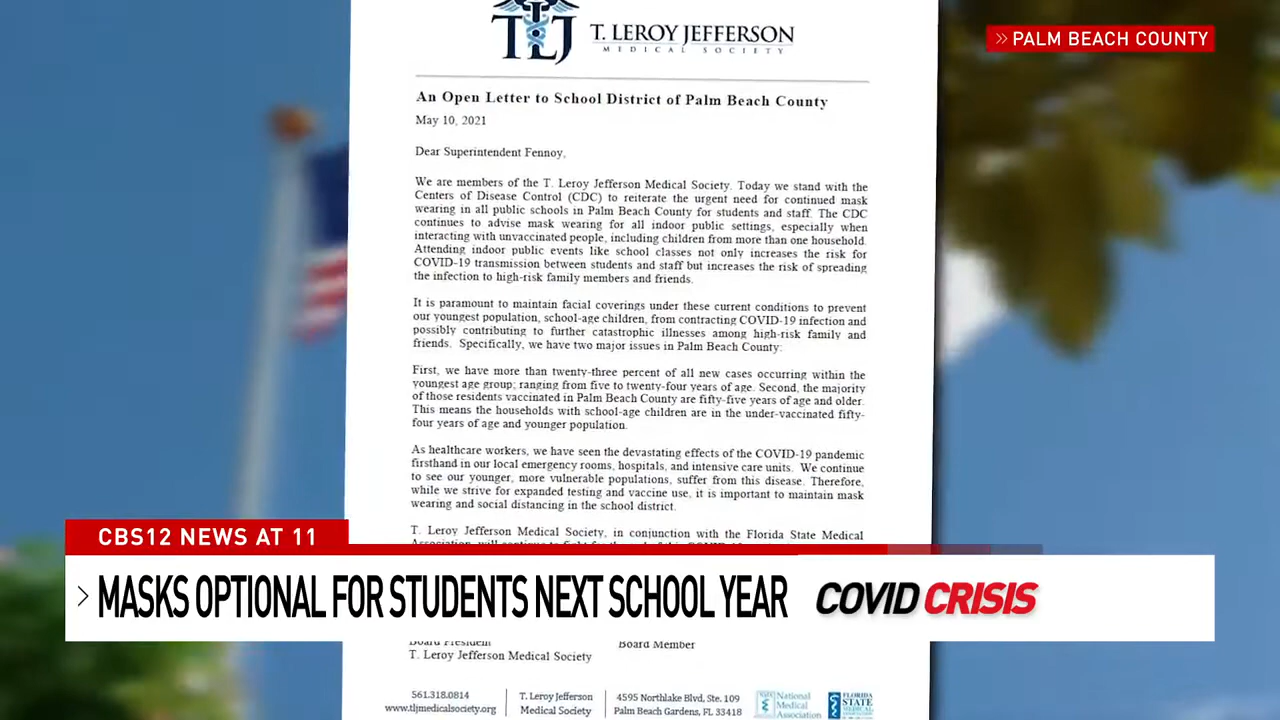 TLJ
T. LEROY JEFFERSON
MEDICAL SOCIETY
PALM BEACH COUNTY
An Open Letter to School District of Palm Beach County
May 10, 2021
Dear Superintendent Fennoy,
We are members of the T. Leroy Jefferson Medical Society. Today we stand with the
Centers of Disease Control (CDC) to reiterate the urgent need for continued mask
wearing in all public schools in Palm Beach County for students and staff. The CDC
continues to advise mask wearing for all indoor public settings, especially when
interacting with unvaccinated people, including children from more than one household.
Attending indoor public events like school classes not only increases the risk for
COVID-19 transmission between students and staff but increases the risk of spreading
the infection to high-risk family members and friends.
It is paramount to maintain facial coverings under these current conditions to prevent
our youngest population, school-age children, from contracting COVID-19 infection and
possibly contributing to further catastrophic illnesses among high-risk family and
friends. Specifically, we have two major issues in Palm Beach County:
First, we have more than twenty-three percent of all new cases occurring within the
youngest age group; ranging from five to twenty-four years of age. Second, the majority
of those residents vaccinated in Palm Beach County are fifty-five years of age and older.
This means the households with school-age children are in the under-vaccinated fifty-
four years of age and younger population.
As healthcare workers, we have seen the devastating effects of the COVID-19 pandemic
firsthand in our local emergency rooms, hospitals, and intensive care units. We continue
to see our younger, more vulnerable populations, suffer from this disease. Therefore,
while we strive for expanded testing and vaccine use, it is important to maintain mask
wearing and social distancing in the school district.
T. Leroy Jefferson Medical Society, in conjunction with the Florida State Medical
CBS12 NEWS AT 11
MASKS OPTIONAL FOR STUDENTS NEXT SCHOOL YEAR
COVID CRISIS
Board President Board Member
T. Leroy Jefferson Medical Society
561.318.0814
www.tljmedicalsociety.org
T. Leroy Jefferson
Medical Society
4595 Northlake Blvd, Ste. 109
Palm Beach Gardens, FL 33418
National
Medical
Association
FLORIDA
STATE